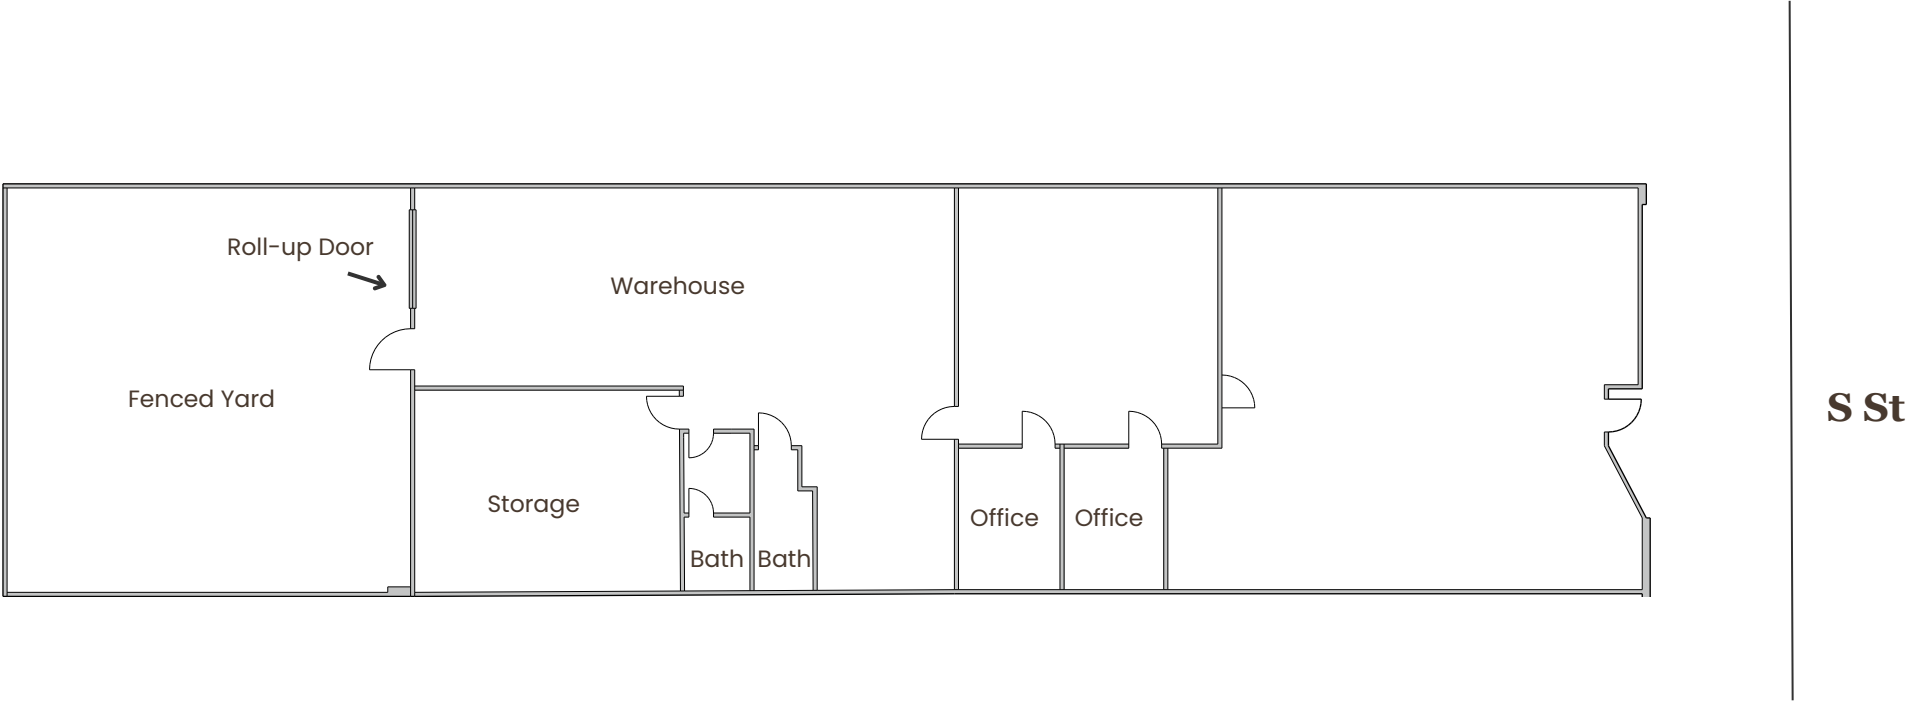 Roll-up Door
Warehouse
Fenced Yard
S St
Storage
Office
Office
Bath
Bath